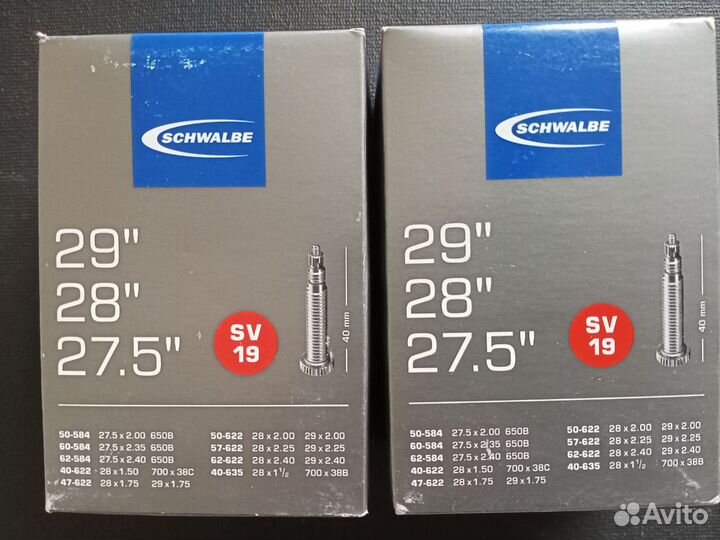 SCHWALBE
29"
28"
27.5"
SV
19
40 mm
50-584 27.5 x 2.00 650B
60-584 27.5 x 2.35 650B
62-584 27.5 x 2.40 650B
40-622 28 x 1.50 700 x 38C
47-622 28 x 1.75 29 x 1.75
50-622 28 x 2.00 29 x 2.00
57-622 28 x 2.25 29 x 2.25
62-622 28 x 2.40 29 x 2.40
40-635 28 x 1 1/2 700 x 38B
SCHWALBE
29"
28"
27.5"
SV
19
40 mm
50-584 27.5 x 2.00 650B
60-584 27.5 x 2.35 650B
62-584 27.5 x 2.40 650B
40-622 28 x 1.50 700 x 38C
47-622 28 x 1.75 29 x 1.75
50-622 28 x 2.00 29 x 2.00
57-622 28 x 2.25 29 x 2.25
62-622 28 x 2.40 29 x 2.40
40-635 28 x 1 1/2 700 x 38B
Avito